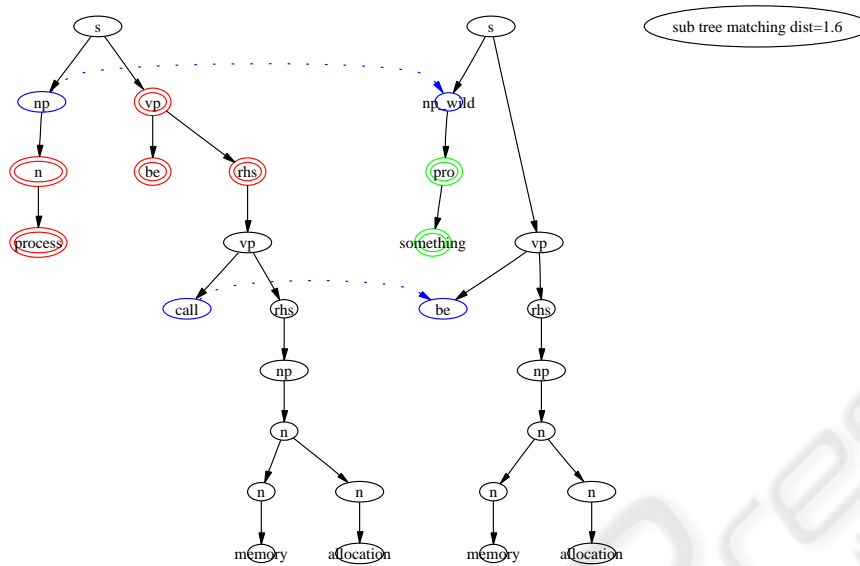 s s sub tree matching dist=1.6
np vp np_wild
n be rhs pro
process vp something vp
call rhs be rhs
np np
n n
n n n n
memory allocation memory allocation